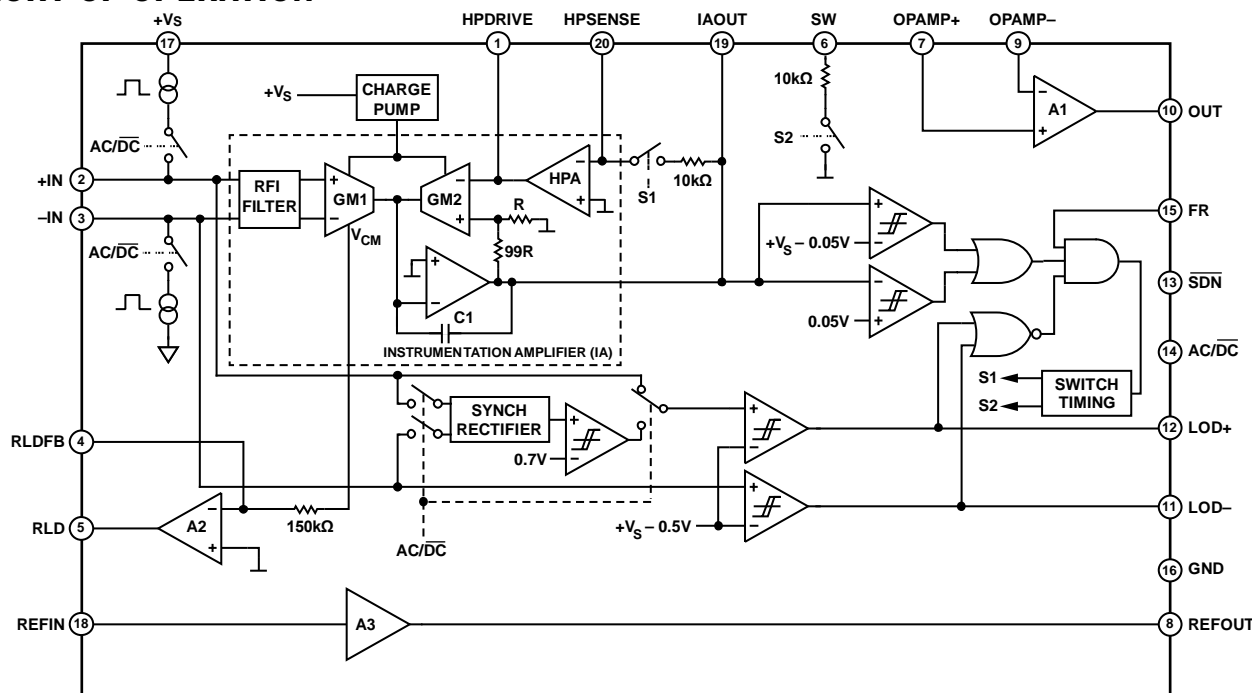 +VS HPDRIVE HPSENSE IAOUT SW OPAMP+ OPAMP–
17 1 20 19 6 7 9
10kΩ
+VS CHARGE
PUMP
A1 10 OUT
AC/DC S2
+IN 2
RFI
FILTER
GM1 GM2 HPA
S1 10kΩ
–IN 3
R
15 FR
VCM
AC/DC
99R
+VS – 0.05V
13 SDN
C1
0.05V
INSTRUMENTATION AMPLIFIER (IA)
14 AC/DC
S1 SWITCH
S2 TIMING
SYNCH
RECTIFIER
12 LOD+
RLDFB 4
0.7V
11 LOD–
RLD 5 A2 150kΩ
+VS – 0.5V
AC/DC
16 GND
REFIN 18 A3 8 REFOUT